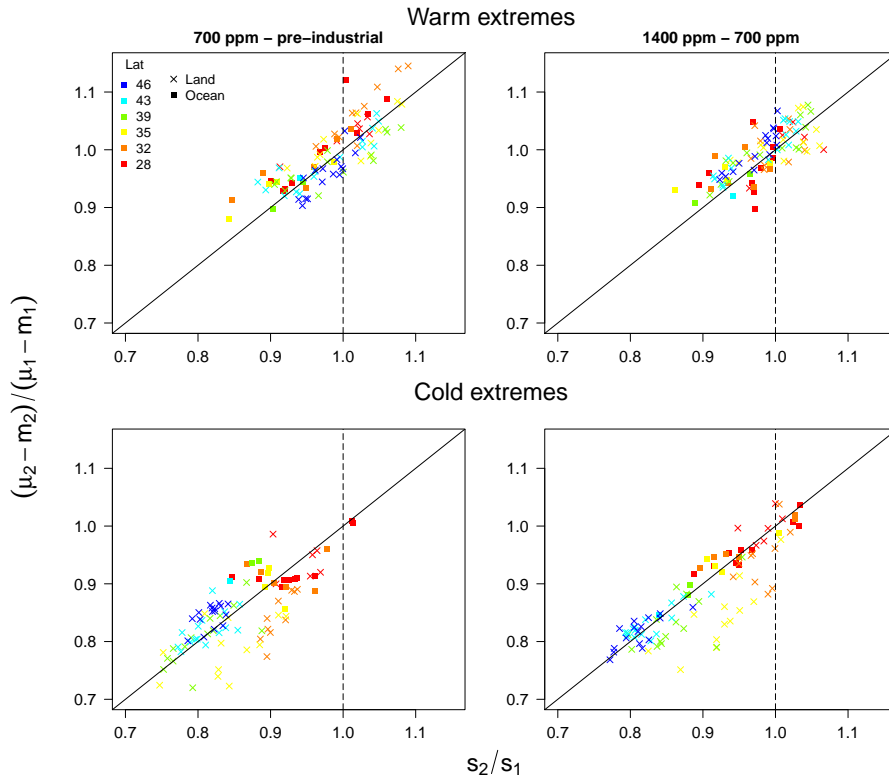 Warm extremes
700 ppm − pre−industrial
1400 ppm − 700 ppm
Lat
46
43
39
35
32
28
Land
Ocean
1.1
1.0
0.9
0.8
0.7
0.7 0.8 0.9 1.0 1.1
0.7 0.8 0.9 1.0 1.1
1.1
1.0
0.9
0.8
0.7
(μ₂−m₂)/(μ₁−m₁)
Cold extremes
1.1
1.0
0.9
0.8
0.7
0.7 0.8 0.9 1.0 1.1
1.1
1.0
0.9
0.8
0.7
0.7 0.8 0.9 1.0 1.1
s₂/s₁